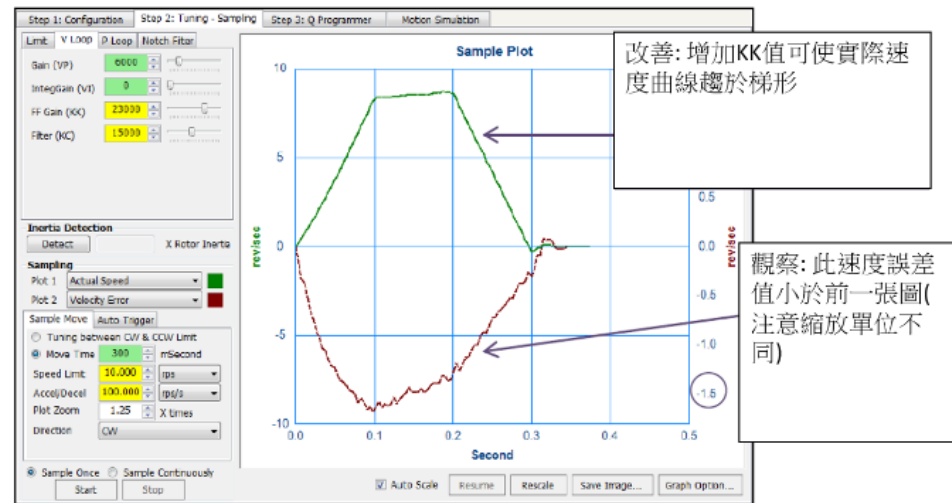 Step 1: Configuration Step 2: Tuning - Sampling Step 3: Q Programmer Motion Simulation
Limit V Loop P Loop Notch Filter
Gain (VP) 6000
IntegGain (VI) 0
FF Gain (KK) 23000
Filter (KC) 15000
Inertia Detection
Detect X Rotor Inertia
Sampling
Plot 1 Actual Speed
Plot 2 Velocity Error
Sample Move Auto Trigger
Tuning between CW & CCW Limit
Move Time 300 mSecond
Speed Limit 10.000 rps
Accel/Decel 100.000 rps/s
Plot Zoom 1.25 X times
Direction CW
Sample Once Sample Continuously
Start Stop
Sample Plot
10
5
0
-5
-10
rev/sec
0.0 0.1 0.2 0.3 0.4 0.5
Second
0.5
0.0
-0.5
-1.0
-1.5
rev/sec
Auto Scale Resume Rescale Save Image... Graph Option...
改善: 增加KK值可使實際速
度曲線趨於梯形
觀察: 此速度誤差
值小於前一張圖(
注意縮放單位不
同)